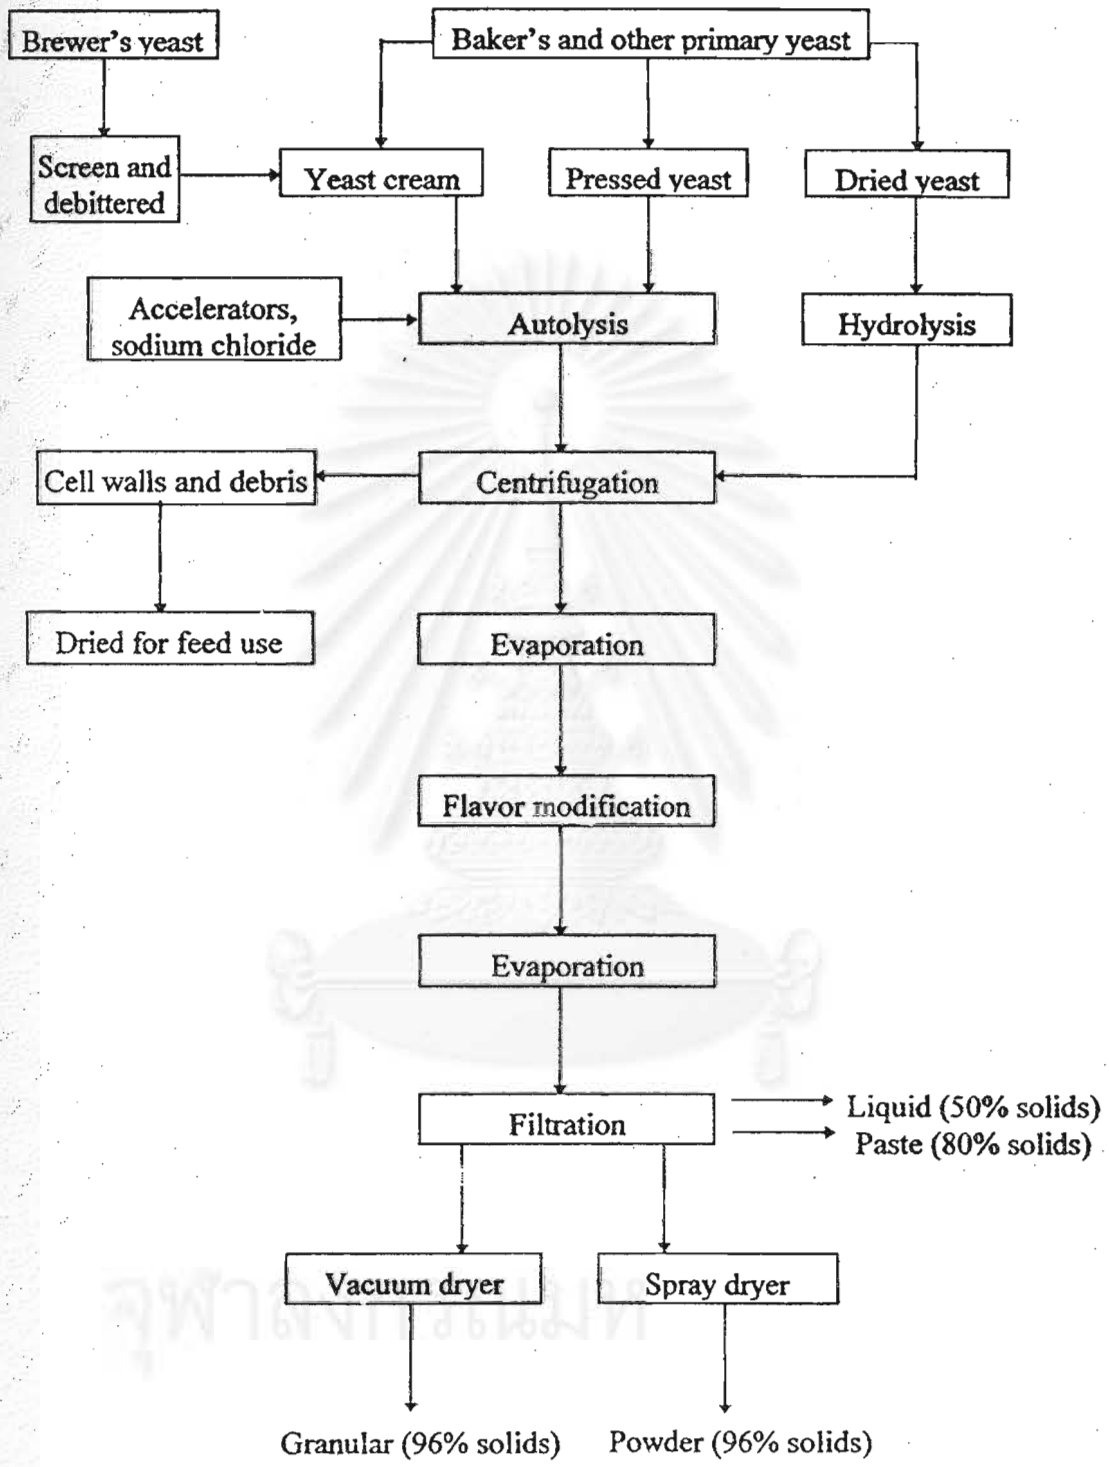 Brewer's yeast
Baker's and other primary yeast
Screen and
debittered
Yeast cream
Pressed yeast
Dried yeast
Accelerators,
sodium chloride
Autolysis
Hydrolysis
Cell walls and debris
Centrifugation
Dried for feed use
Evaporation
Flavor modification
Evaporation
Filtration
Liquid (50% solids)
Paste (80% solids)
Vacuum dryer
Spray dryer
Granular (96% solids)
Powder (96% solids)